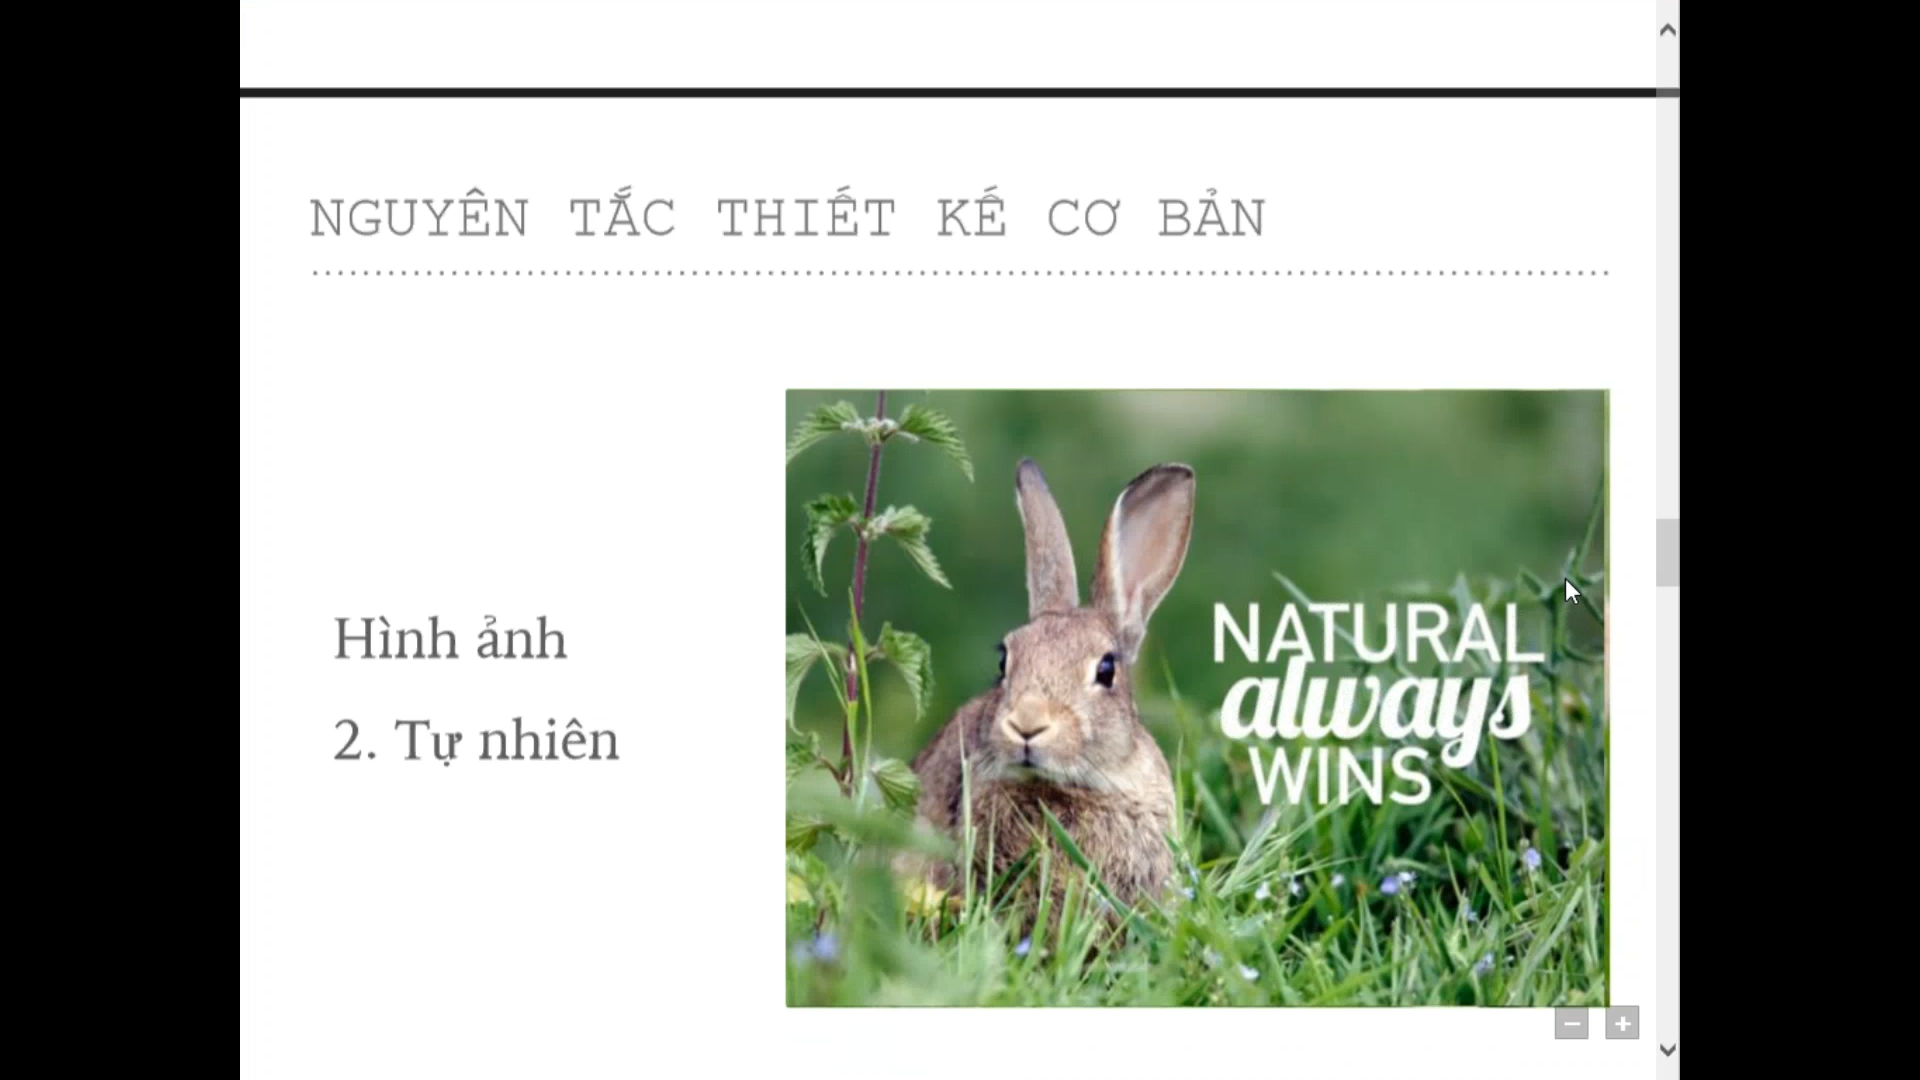 NGUYÊN TẮC THIẾT KẾ CƠ BẢN
Hình ảnh
2. Tự nhiên
NATURAL
always
WINS